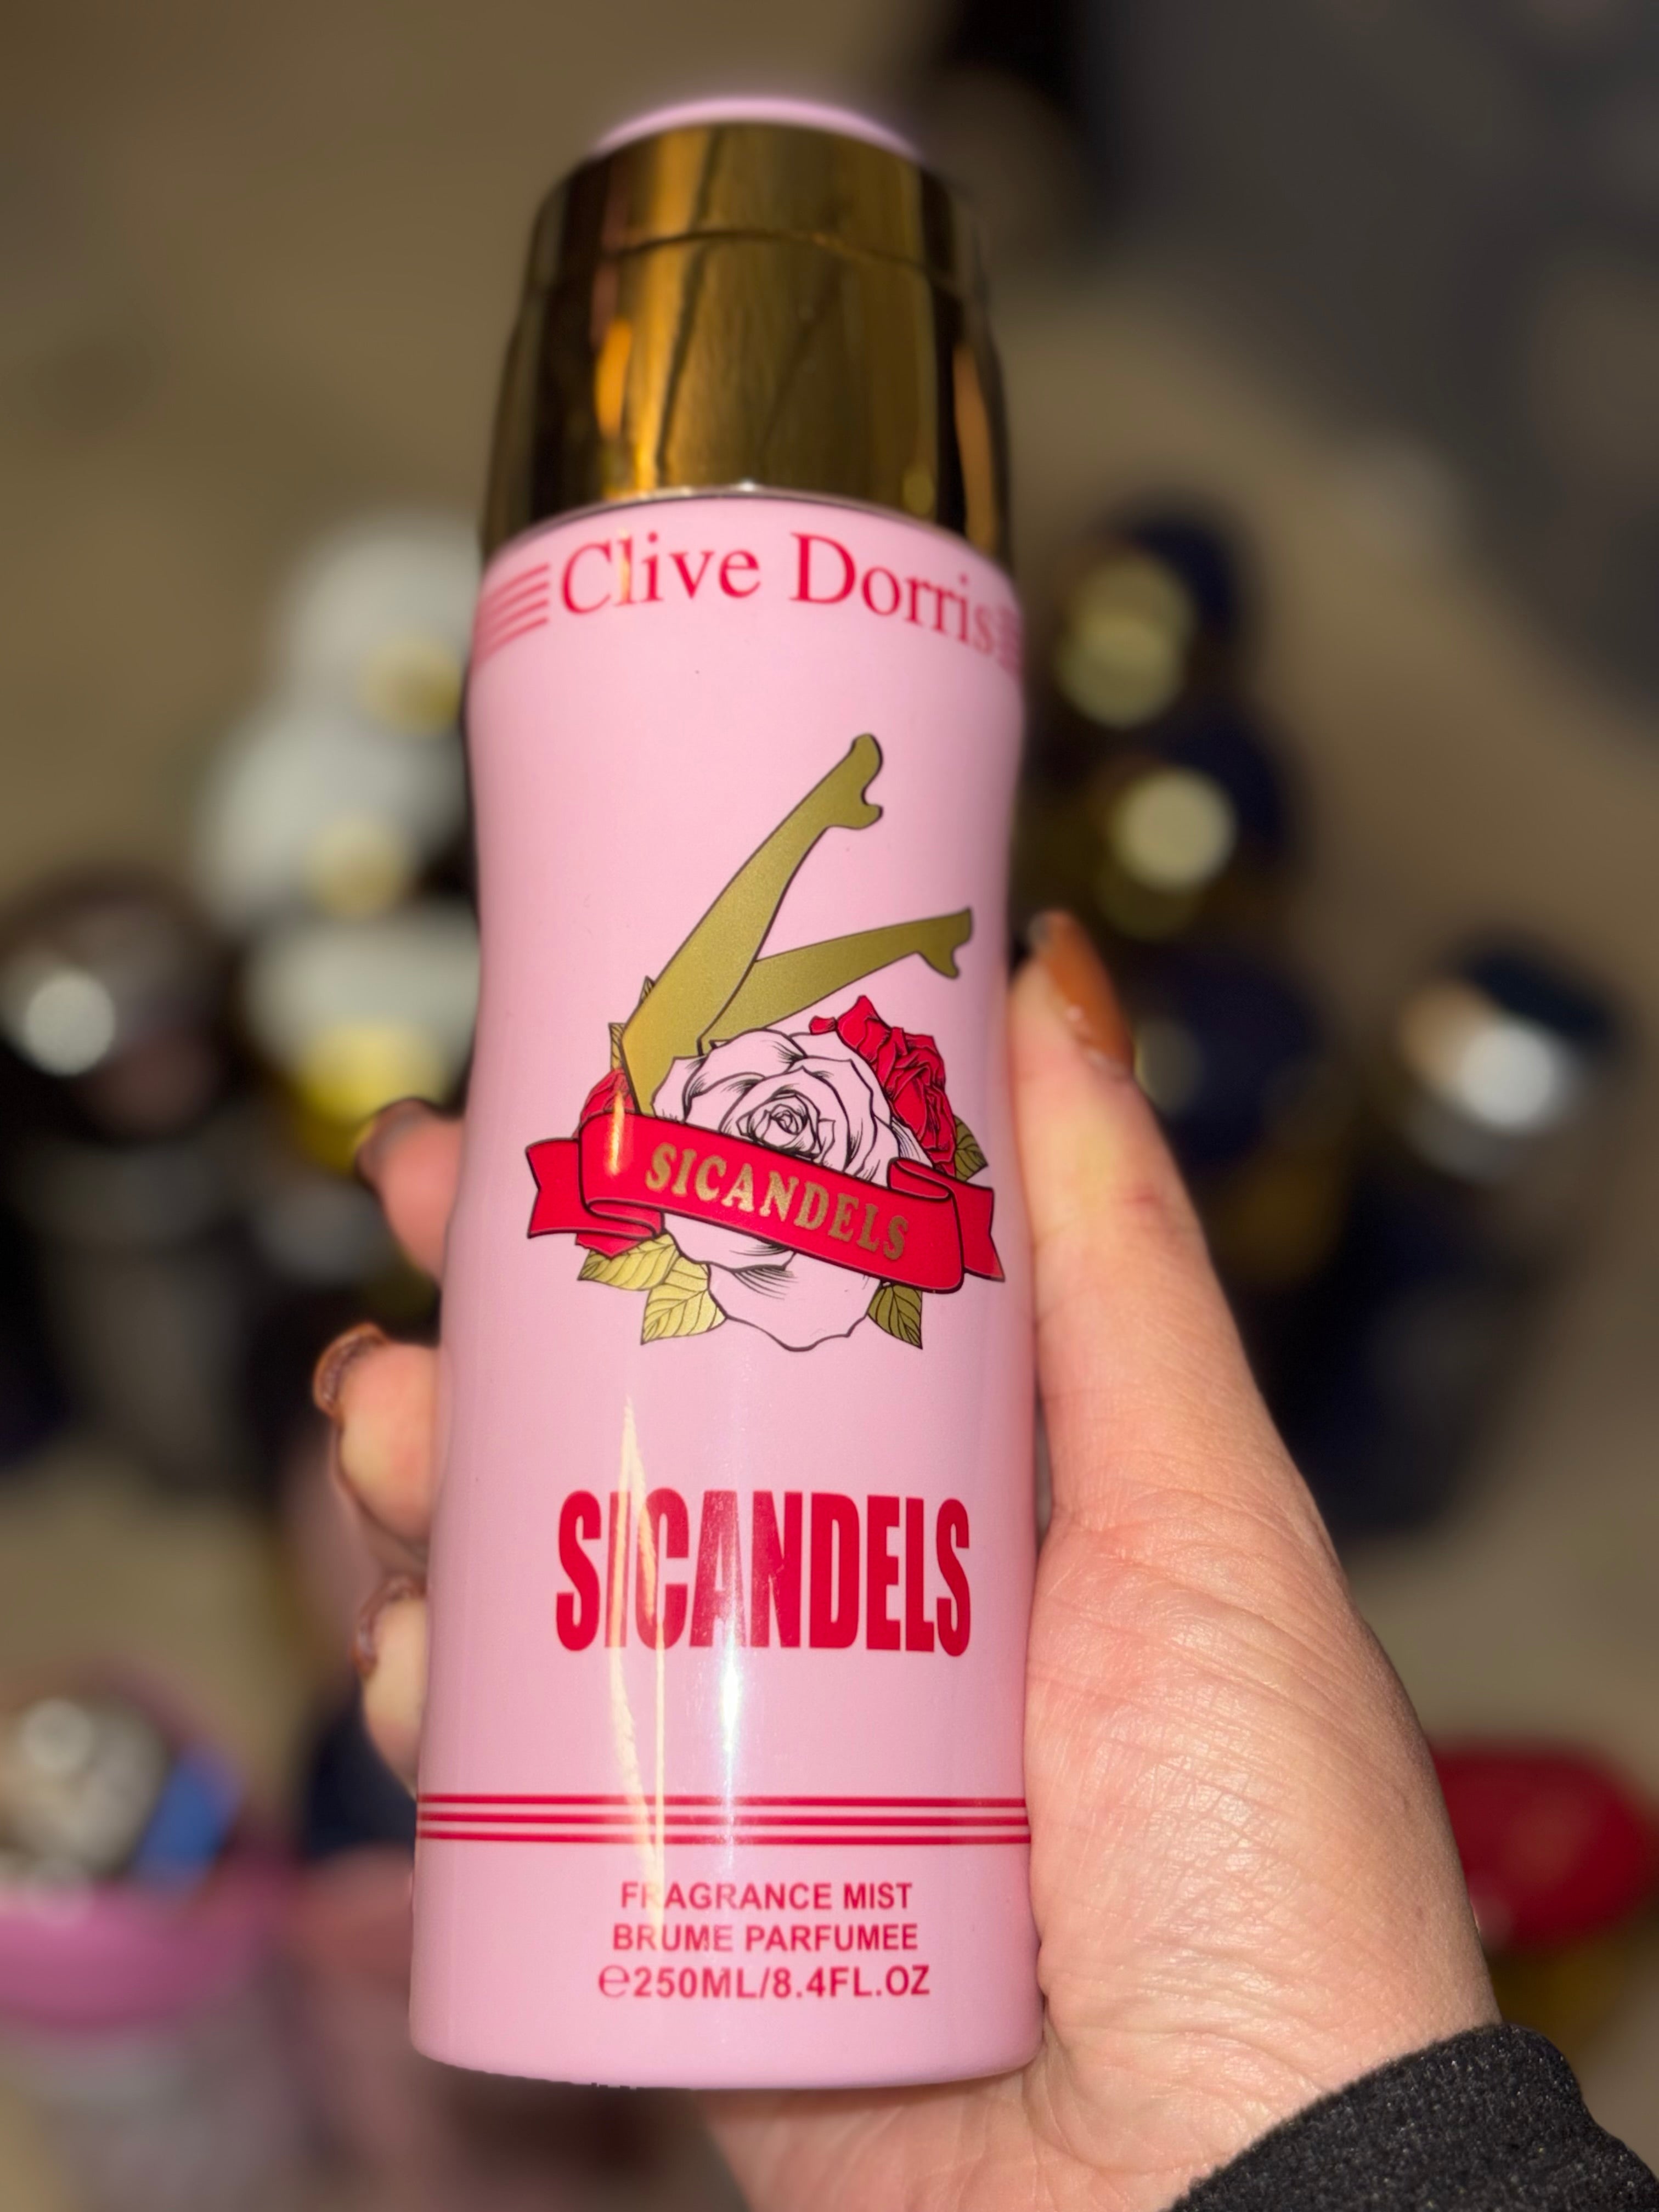 Clive Dorris
SICANDELS
SICANDELS
FRAGRANCE MIST
BRUME PARFUMEE
℮250ML/8.4FL.OZ